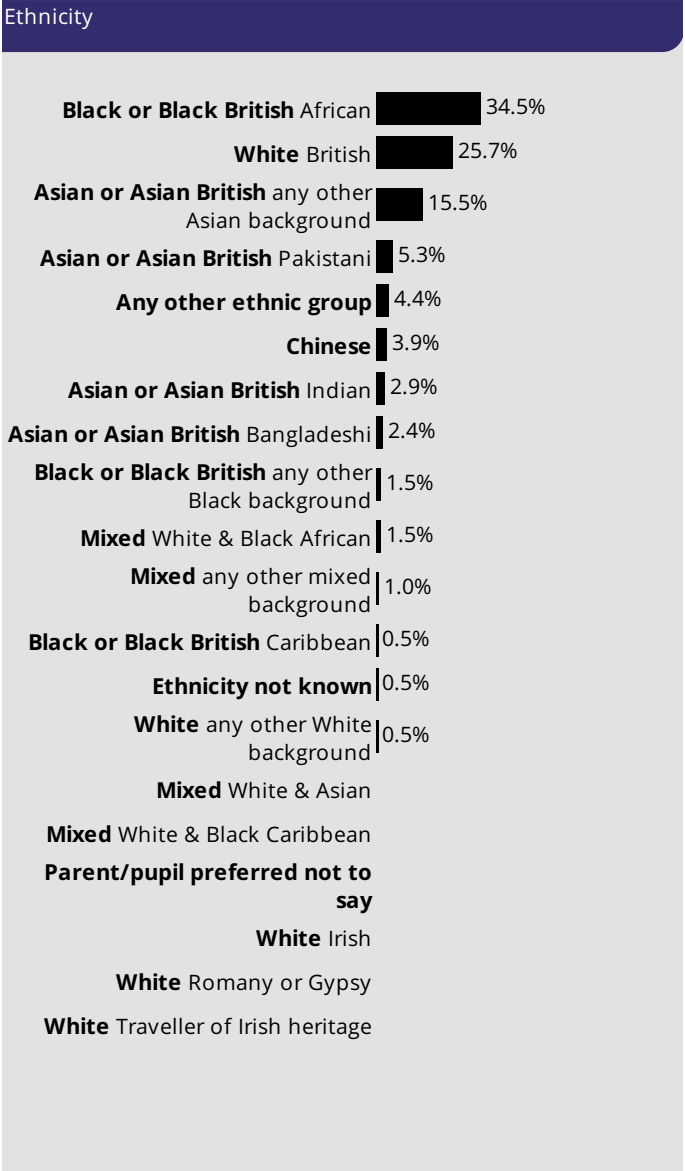 Ethnicity
Black or Black British African 34.5%
White British 25.7%
Asian or Asian British any other
Asian background 15.5%
Asian or Asian British Pakistani 5.3%
Any other ethnic group 4.4%
Chinese 3.9%
Asian or Asian British Indian 2.9%
Asian or Asian British Bangladeshi 2.4%
Black or Black British any other
Black background 1.5%
Mixed White & Black African 1.5%
Mixed any other mixed
background 1.0%
Black or Black British Caribbean 0.5%
Ethnicity not known 0.5%
White any other White
background 0.5%
Mixed White & Asian
Mixed White & Black Caribbean
Parent/pupil preferred not to
say
White Irish
White Romany or Gypsy
White Traveller of Irish heritage